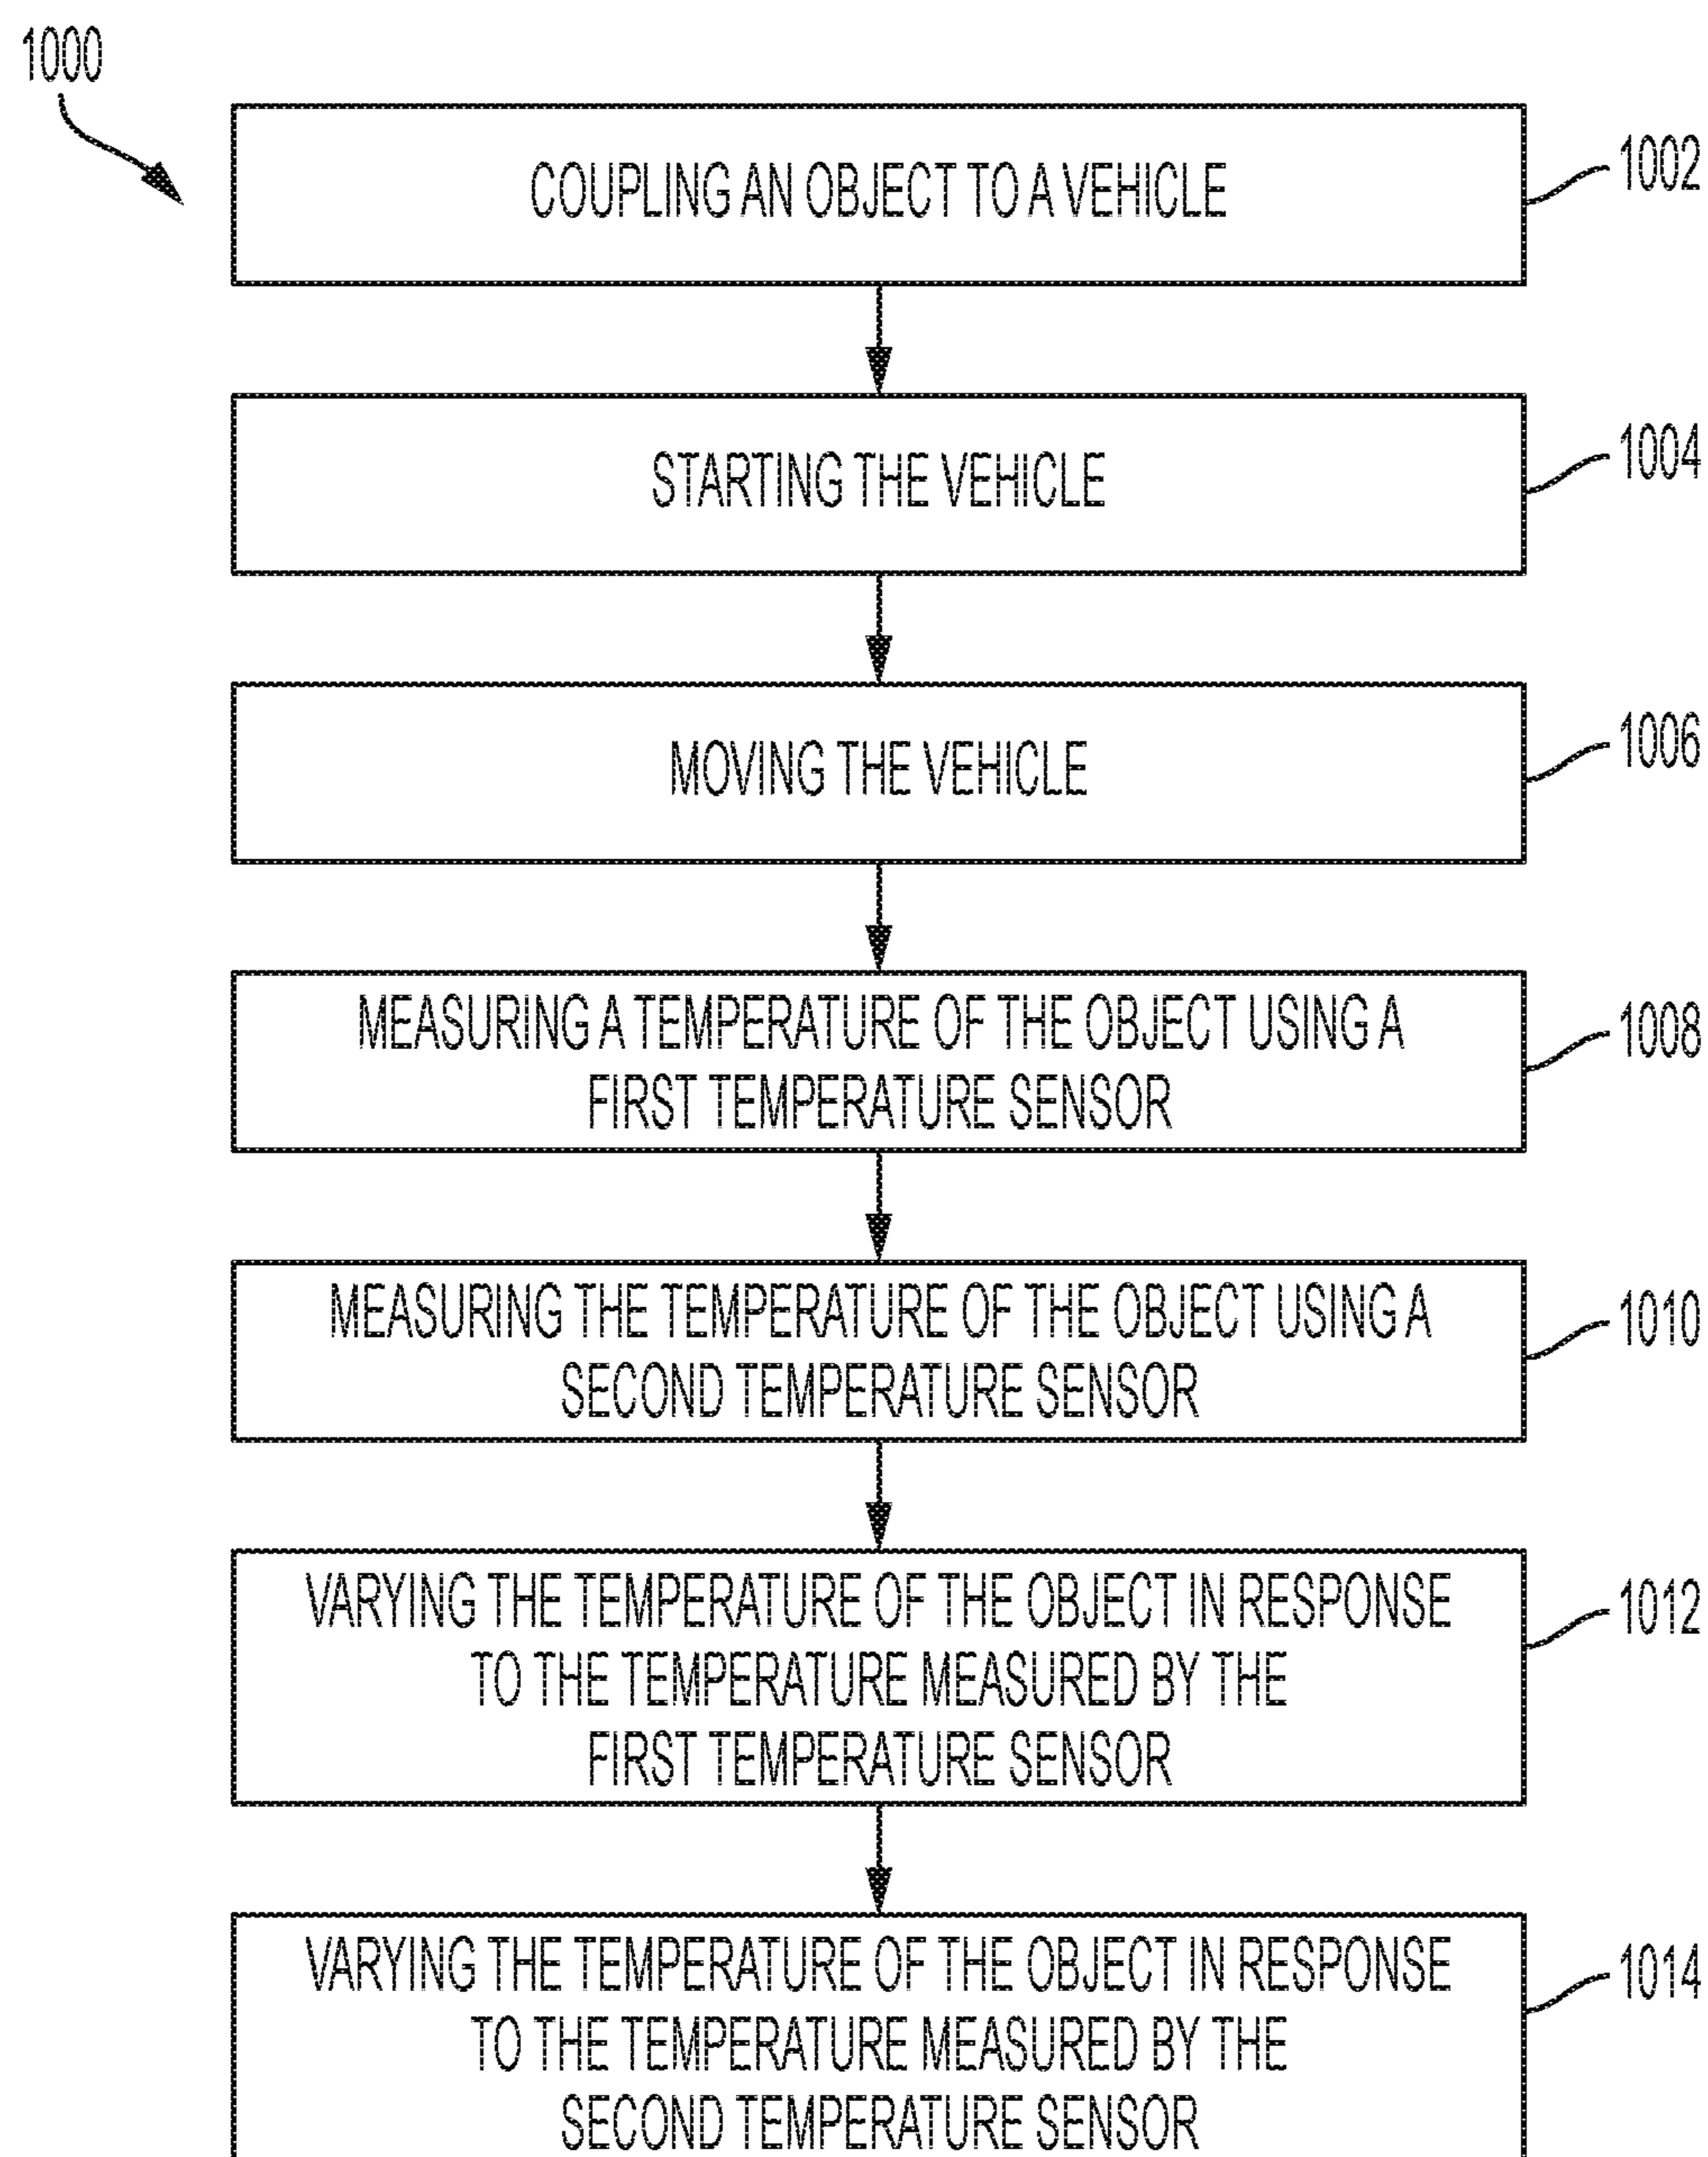 1000
COUPLING AN OBJECT TO A VEHICLE
1002
STARTING THE VEHICLE
1004
MOVING THE VEHICLE
1006
MEASURING A TEMPERATURE OF THE OBJECT USING A
FIRST TEMPERATURE SENSOR
1008
MEASURING THE TEMPERATURE OF THE OBJECT USING A
SECOND TEMPERATURE SENSOR
1010
VARYING THE TEMPERATURE OF THE OBJECT IN RESPONSE
TO THE TEMPERATURE MEASURED BY THE
FIRST TEMPERATURE SENSOR
1012
VARYING THE TEMPERATURE OF THE OBJECT IN RESPONSE
TO THE TEMPERATURE MEASURED BY THE
SECOND TEMPERATURE SENSOR
1014